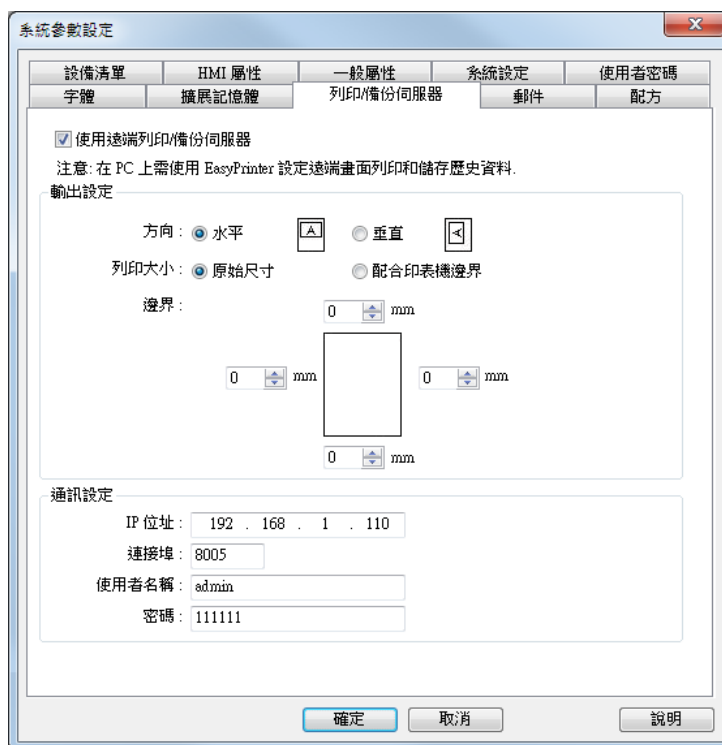 系統參數設定
設備清單 HMI 屬性 一般屬性 系統設定 使用者密碼
字體 擴展記憶體 列印/備份伺服器 郵件 配方
使用遠端列印/備份伺服器
注意: 在 PC 上需使用 EasyPrinter 設定遠端畫面列印和儲存歷史資料.
輸出設定
方向 : 水平 A 垂直 A
列印大小 : 原始尺寸 配合印表機邊界
邊界 :
0 mm
0 mm 0 mm
0 mm
通訊設定
IP 位址 : 192 . 168 . 1 . 110
連接埠 : 8005
使用者名稱 : admin
密碼 : 111111
確定 取消 說明